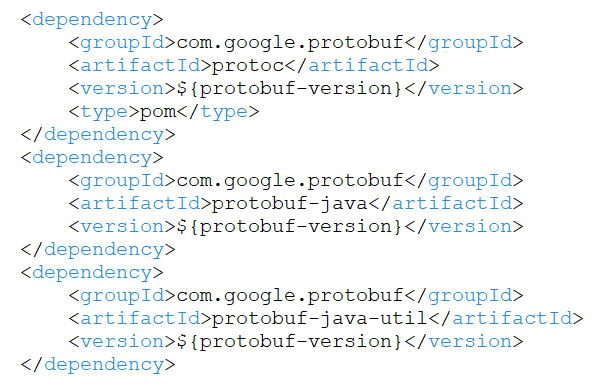 <dependency>
    <groupId>com.google.protobuf</groupId>
    <artifactId>protoc</artifactId>
    <version>${protobuf-version}</version>
    <type>pom</type>
</dependency>
<dependency>
    <groupId>com.google.protobuf</groupId>
    <artifactId>protobuf-java</artifactId>
    <version>${protobuf-version}</version>
</dependency>
<dependency>
    <groupId>com.google.protobuf</groupId>
    <artifactId>protobuf-java-util</artifactId>
    <version>${protobuf-version}</version>
</dependency>